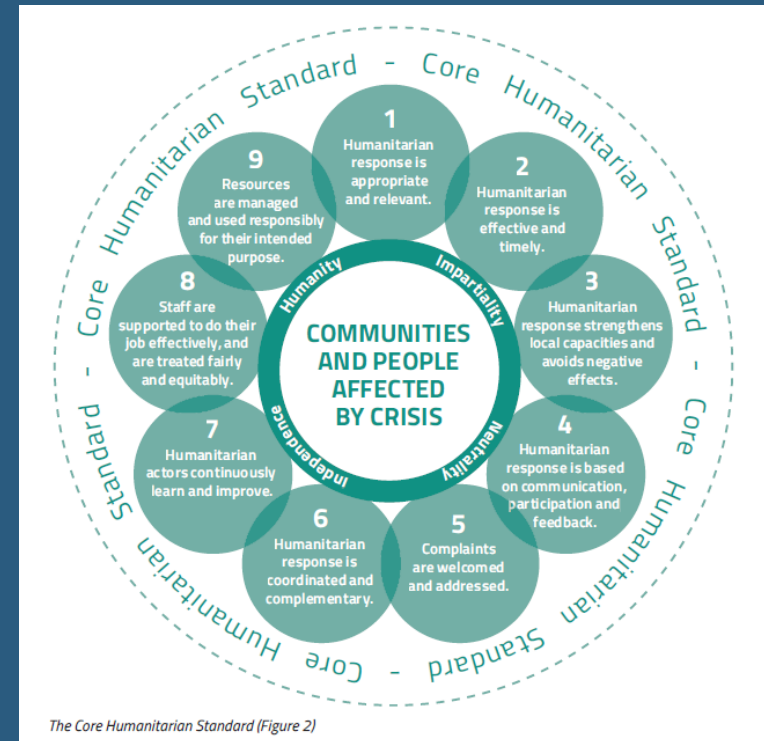 Core Humanitarian Standard - Core Humanitarian Standard - Core Humanitarian Standard - Core Humanitarian Standard - 
1
Humanitarian
response is
appropriate
and relevant.
2
Humanitarian
response is
effective and
timely.
3
Humanitarian
response strengthens
local capacities and
avoids negative
effects.
4
Humanitarian
response is based
on communication,
participation and
feedback.
5
Complaints
are welcomed
and addressed.
6
Humanitarian
response is
coordinated and
complementary.
7
Humanitarian
actors continuously
learn and improve.
8
Staff are
supported to do their
job effectively, and
are treated fairly
and equitably.
9
Resources
are managed
and used responsibly
for their intended
purpose.
Humanity
Impartiality
Neutrality
Independence
COMMUNITIES
AND PEOPLE
AFFECTED
BY CRISIS
The Core Humanitarian Standard (Figure 2)